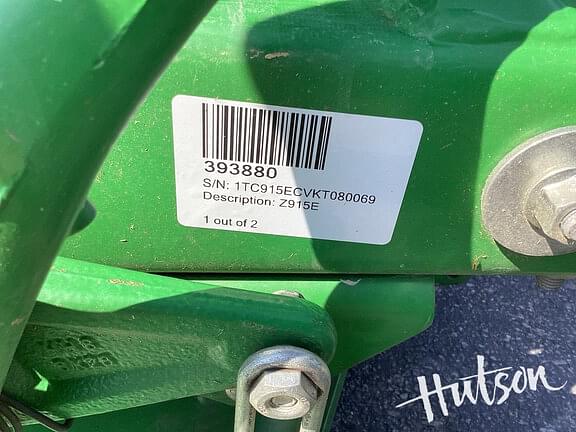 393880
S/N: 1TC915ECVKT080069
Description: Z915E
1 out of 2
Hutson